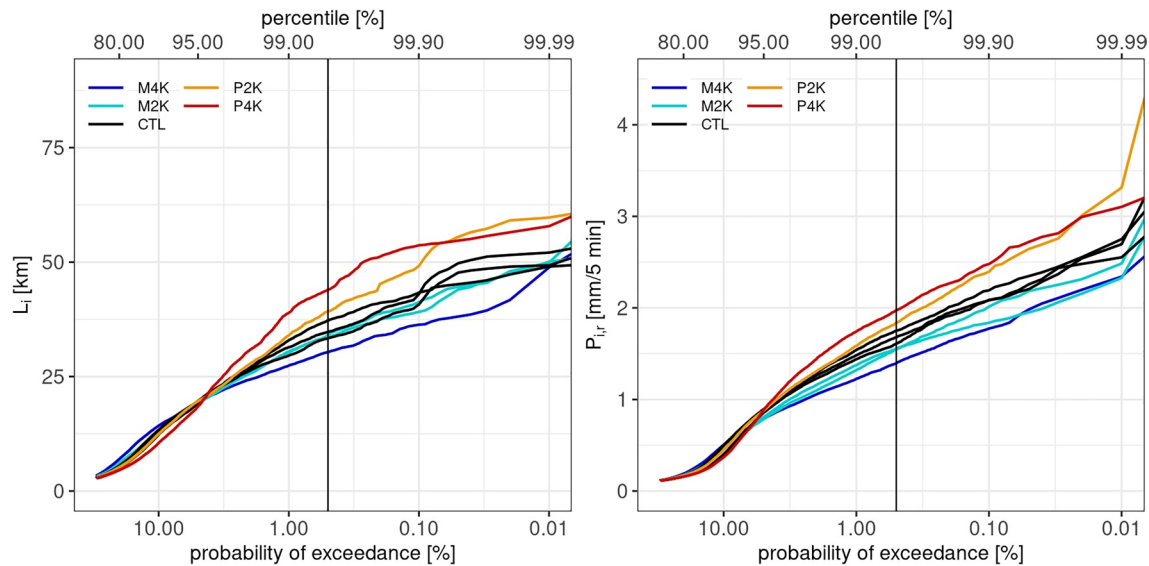 percentile [%]
80.00 95.00 99.00 99.90 99.99
M4K P2K
M2K P4K
CTL
75
50
25
0
L_i [km]
10.00 1.00 0.10 0.01
probability of exceedance [%]
percentile [%]
80.00 95.00 99.00 99.90 99.99
M4K P2K
M2K P4K
CTL
4
3
2
1
0
P_i,r [mm/5 min]
10.00 1.00 0.10 0.01
probability of exceedance [%]